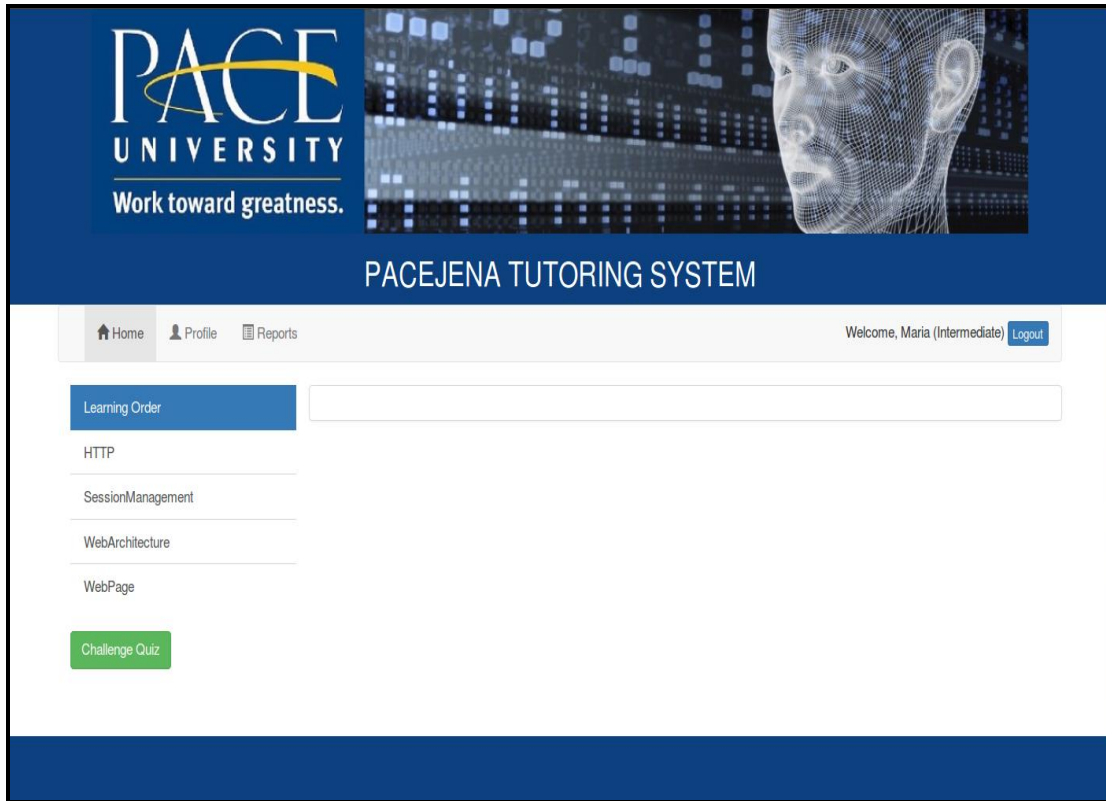 PACE
UNIVERSITY
Work toward greatness.
PACEJENA TUTORING SYSTEM
Home Profile Reports Welcome, Maria (Intermediate) Logout
Learning Order
HTTP
SessionManagement
WebArchitecture
WebPage
Challenge Quiz